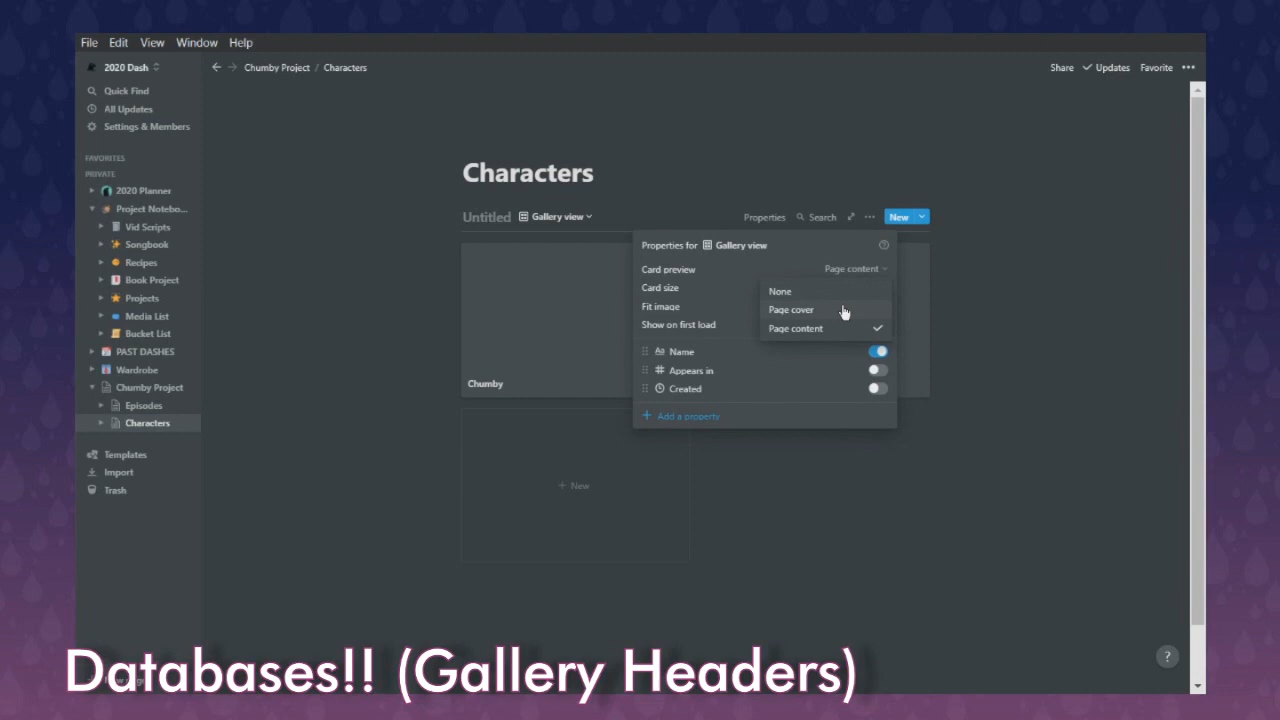 File Edit View Window Help
2020 Dash
Chumby Project / Characters
Share Updates Favorite •••
Quick Find
All Updates
Settings & Members
FAVORITES
PRIVATE
2020 Planner
Project Notebo...
Vid Scripts
Songbook
Recipes
Book Project
Projects
Media List
Bucket List
PAST DASHES
Wardrobe
Chumby Project
Episodes
Characters
Templates
Import
Trash
Characters
Untitled Gallery view
Properties Search ••• New
Properties for Gallery view
Card preview Page content
Card size
Fit image
Show on first load
None
Page cover
Page content
Aa Name
# Appears in
Created
+ Add a property
Chumby
+ New
?
Databases!! (Gallery Headers)